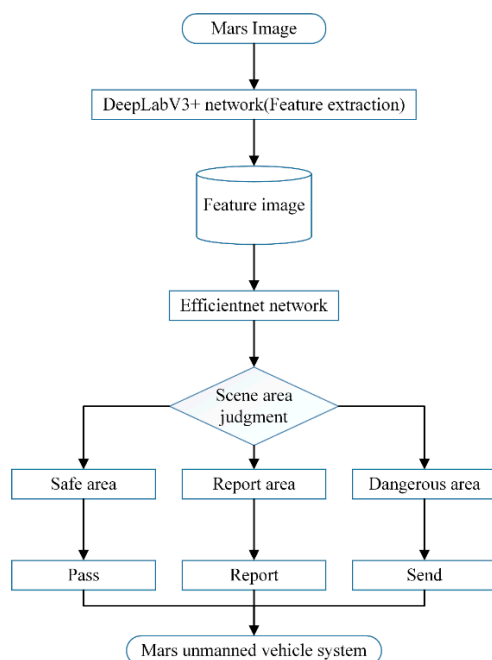 Mars Image
DeepLabV3+ network(Feature extraction)
Feature image
Efficientnet network
Scene area
judgment
Safe area
Report area
Dangerous area
Pass
Report
Send
Mars unmanned vehicle system